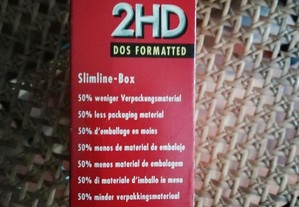 2HD
DOS FORMATTED
Slimline-Box
50% weniger Verpackungsmaterial
50% less packaging material
50% d'emballage en moins
50% menos de material de embalaje
50% menos material de embalagem
50% di materiale d'imballo in meno
50% minder verpakkingsmateriaal